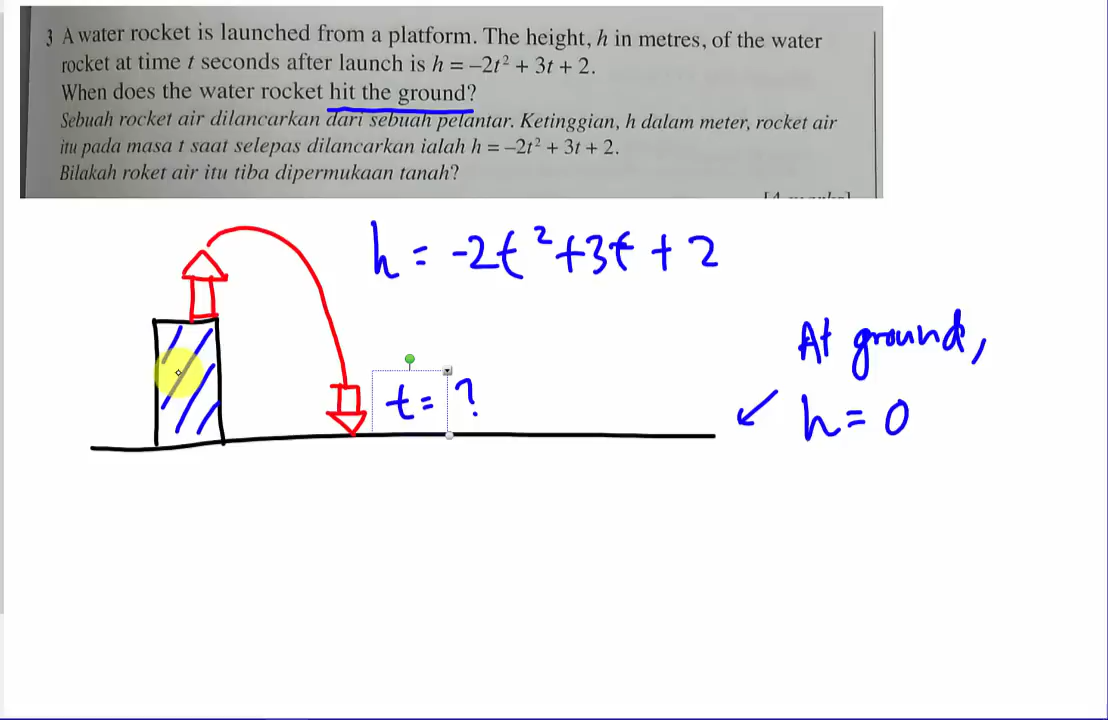 3 A water rocket is launched from a platform. The height, h in metres, of the water
rocket at time t seconds after launch is h = –2t² + 3t + 2.
When does the water rocket hit the ground?
Sebuah rocket air dilancarkan dari sebuah pelantar. Ketinggian, h dalam meter, rocket air
itu pada masa t saat selepas dilancarkan ialah h = –2t² + 3t + 2.
Bilakah roket air itu tiba dipermukaan tanah?
h = -2t² + 3t + 2
At ground,
t = ?
h = 0